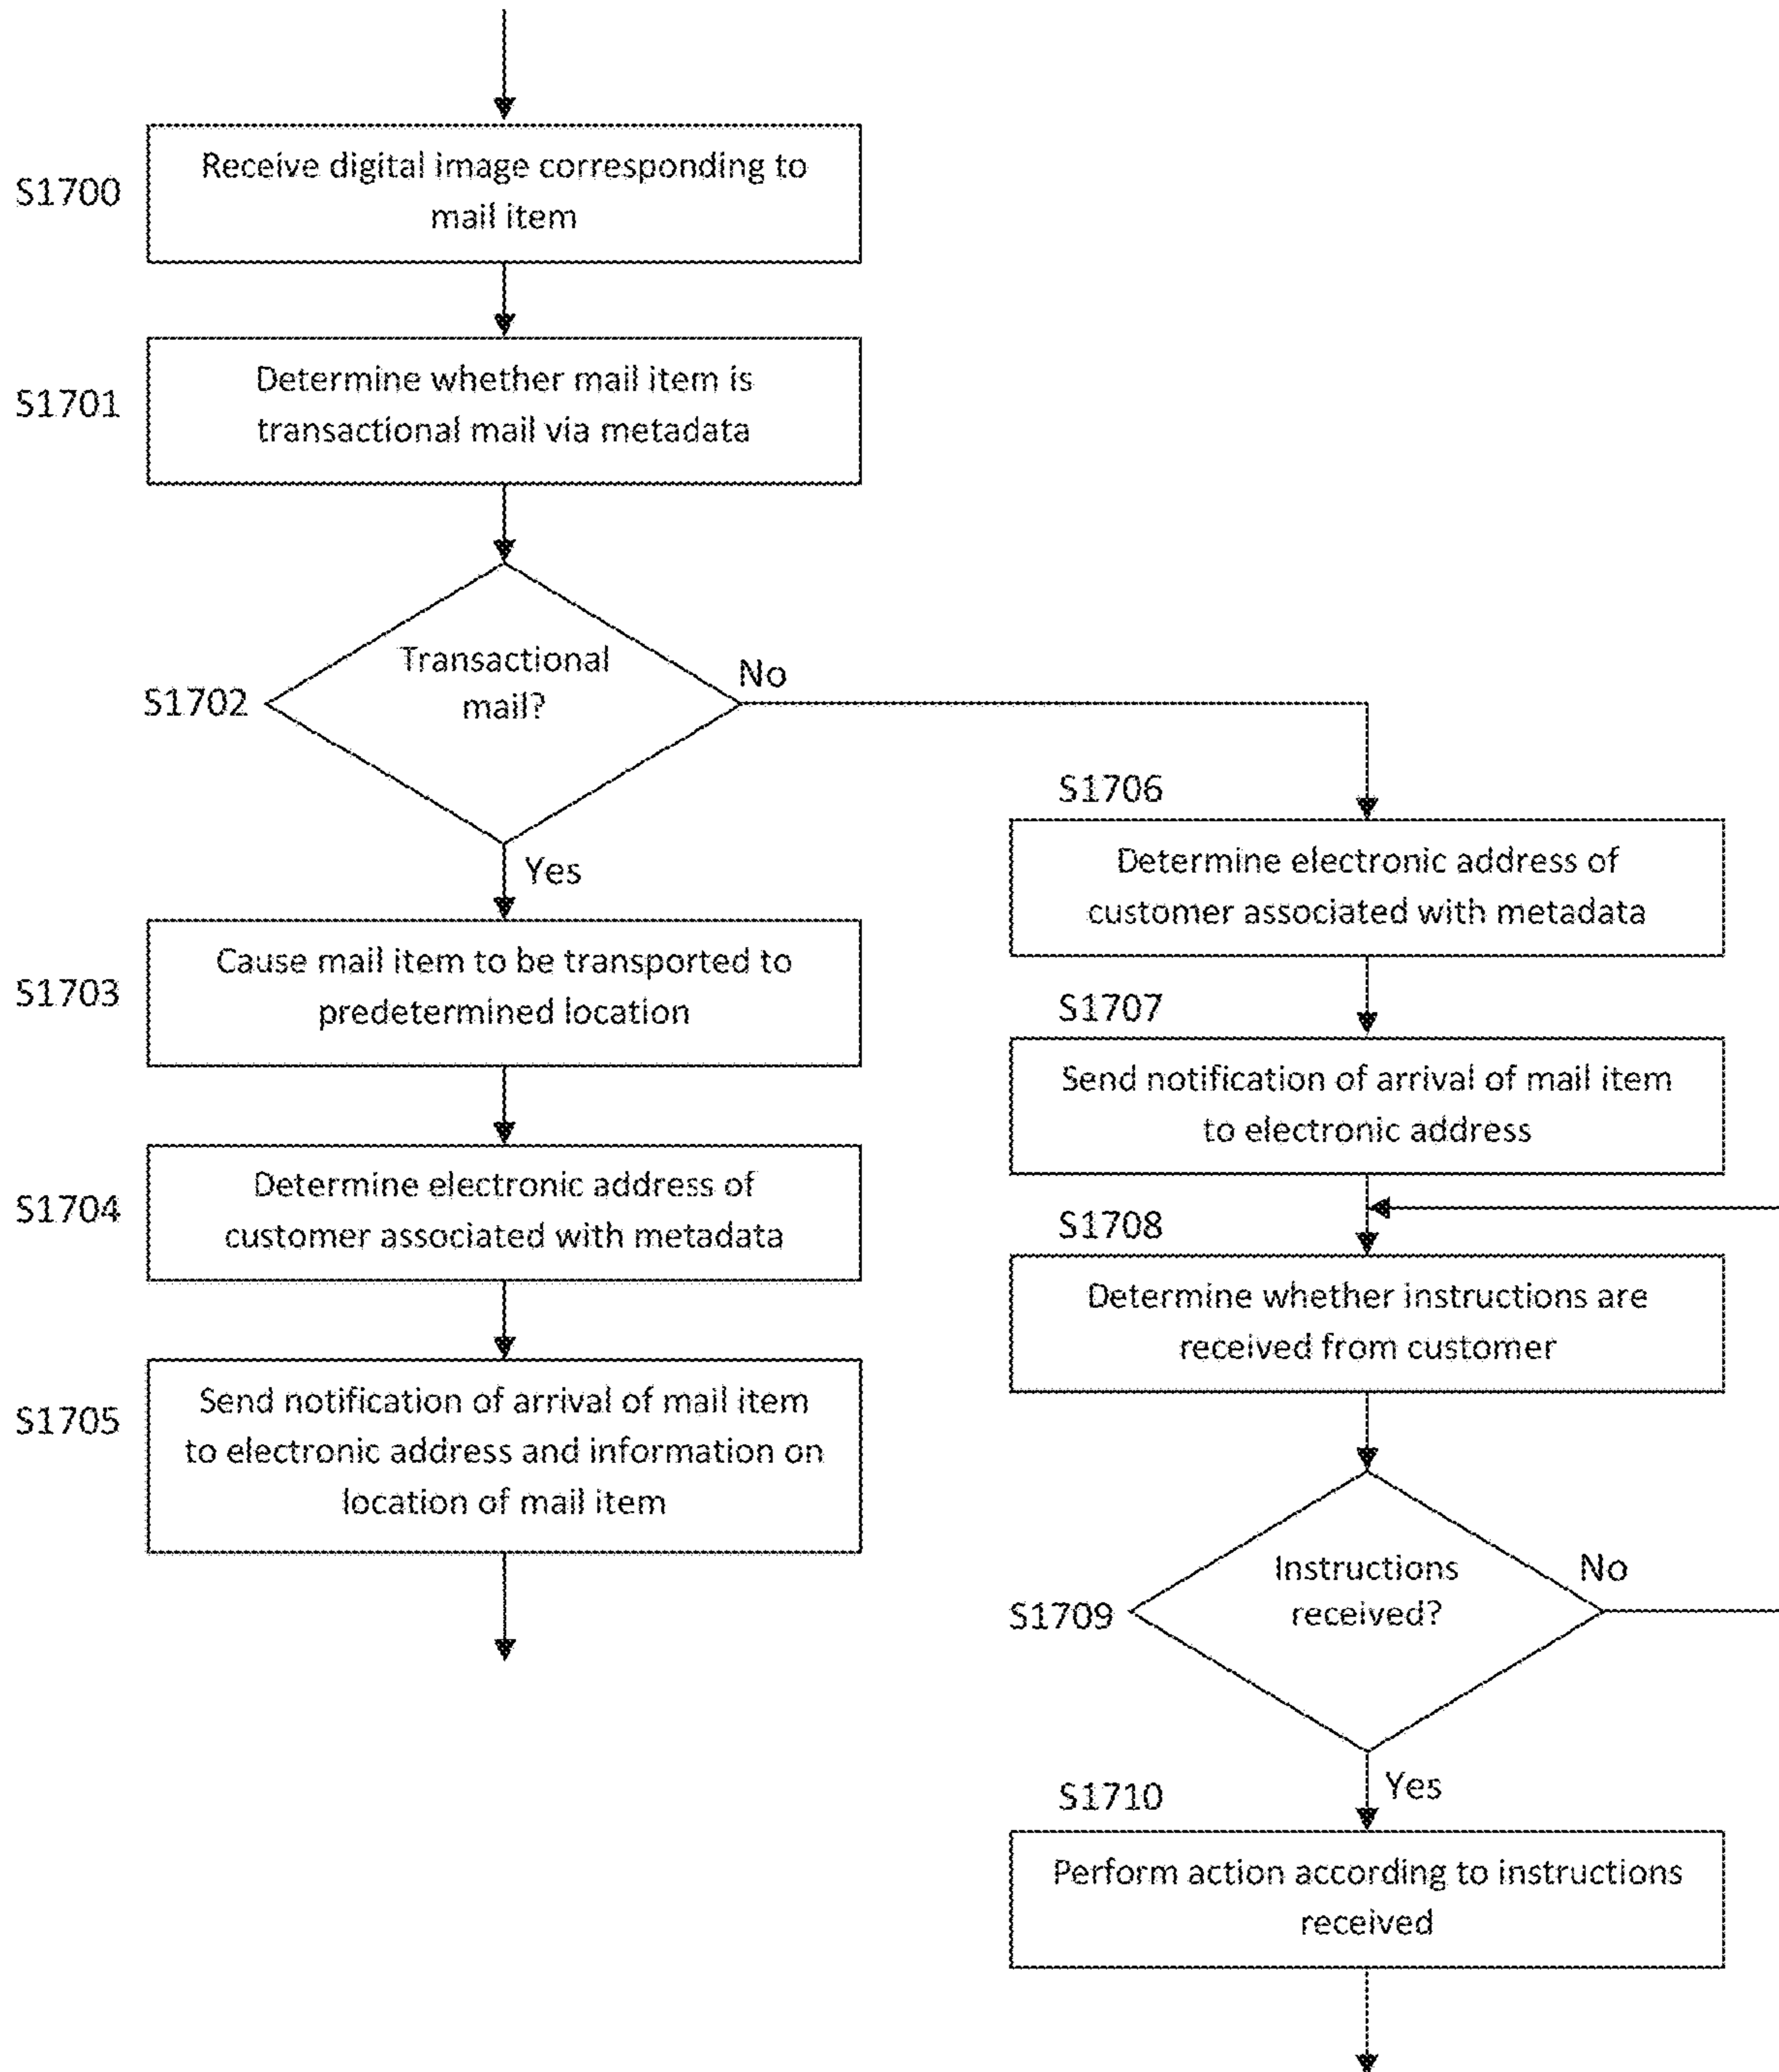 S1700
Receive digital image corresponding to
mail item
S1701
Determine whether mail item is
transactional mail via metadata
S1702
Transactional
mail?
No
Yes
S1703
Cause mail item to be transported to
predetermined location
S1704
Determine electronic address of
customer associated with metadata
S1705
Send notification of arrival of mail item
to electronic address and information on
location of mail item
S1706
Determine electronic address of
customer associated with metadata
S1707
Send notification of arrival of mail item
to electronic address
S1708
Determine whether instructions are
received from customer
S1709
Instructions
received?
No
Yes
S1710
Perform action according to instructions
received